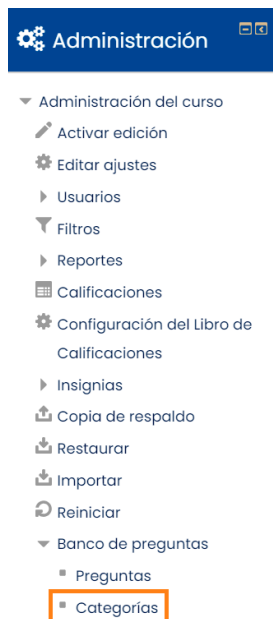 Administración
Administración del curso
Activar edición
Editar ajustes
Usuarios
Filtros
Reportes
Calificaciones
Configuración del Libro de
Calificaciones
Insignias
Copia de respaldo
Restaurar
Importar
Reiniciar
Banco de preguntas
Preguntas
Categorías